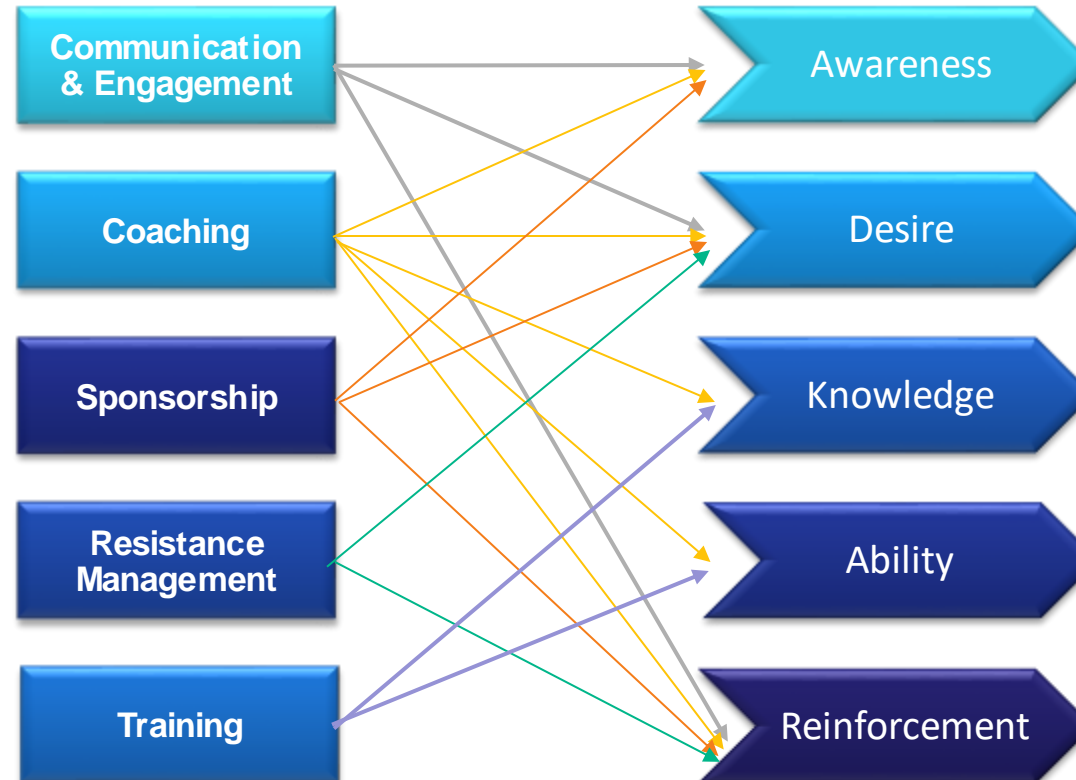 Communication
& Engagement
Awareness
Coaching
Desire
Sponsorship
Knowledge
Resistance
Management
Ability
Training
Reinforcement